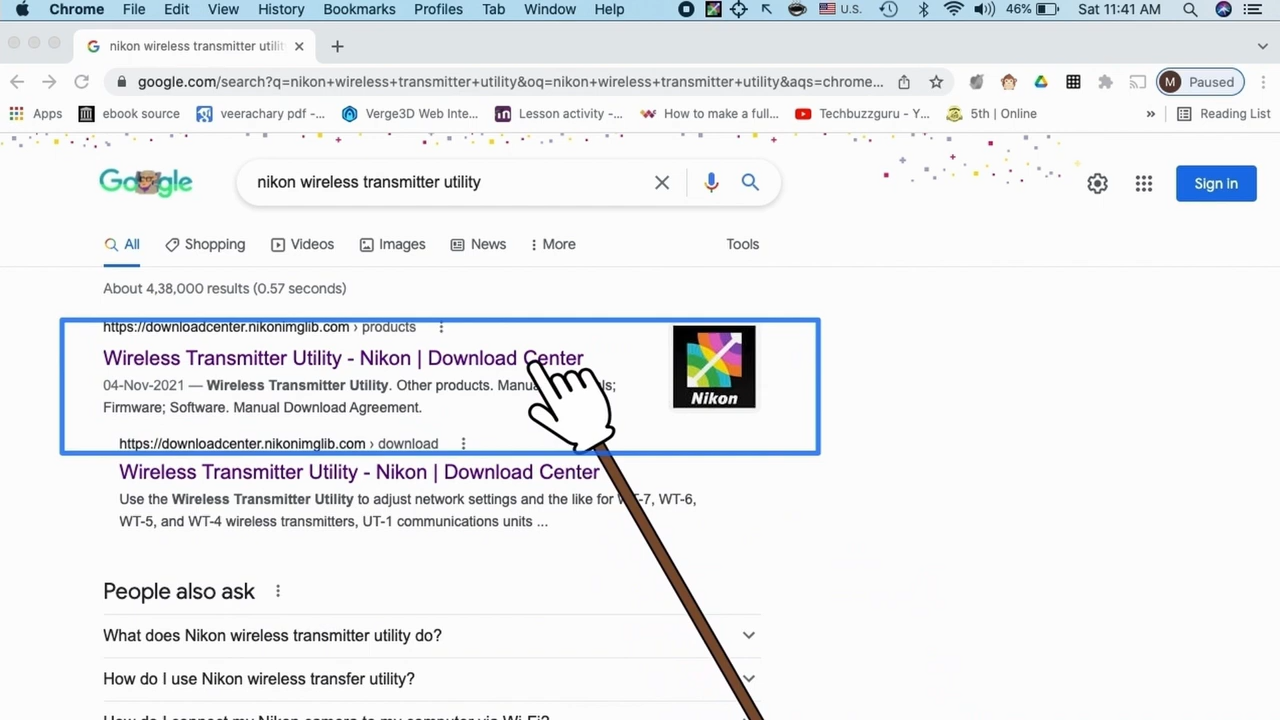 Chrome File Edit View History Bookmarks Profiles Tab Window Help U.S. 46% Sat 11:41 AM
nikon wireless transmitter utili
google.com/search?q=nikon+wireless+transmitter+utility&oq=nikon+wireless+transmitter+utility&aqs=chrome... M Paused
Apps ebook source veerachary pdf -... Verge3D Web Inte... Lesson activity -... How to make a full... Techbuzzguru - Y... 5th | Online » Reading List
Google
nikon wireless transmitter utility
Sign in
All Shopping Videos Images News More Tools
About 4,38,000 results (0.57 seconds)
https://downloadcenter.nikonimglib.com › products
Wireless Transmitter Utility - Nikon | Download Center
04-Nov-2021 — Wireless Transmitter Utility. Other products.
Firmware; Software. Manual Download Agreement.
Nikon
https://downloadcenter.nikonimglib.com › download
Wireless Transmitter Utility - Nikon | Download Center
Use the Wireless Transmitter Utility to adjust network settings and the like for WT-7, WT-6,
WT-5, and WT-4 wireless transmitters, UT-1 communications units ...
People also ask
What does Nikon wireless transmitter utility do?
How do I use Nikon wireless transfer utility?
How do I connect my Nikon camera to my computer via Wi-Fi?